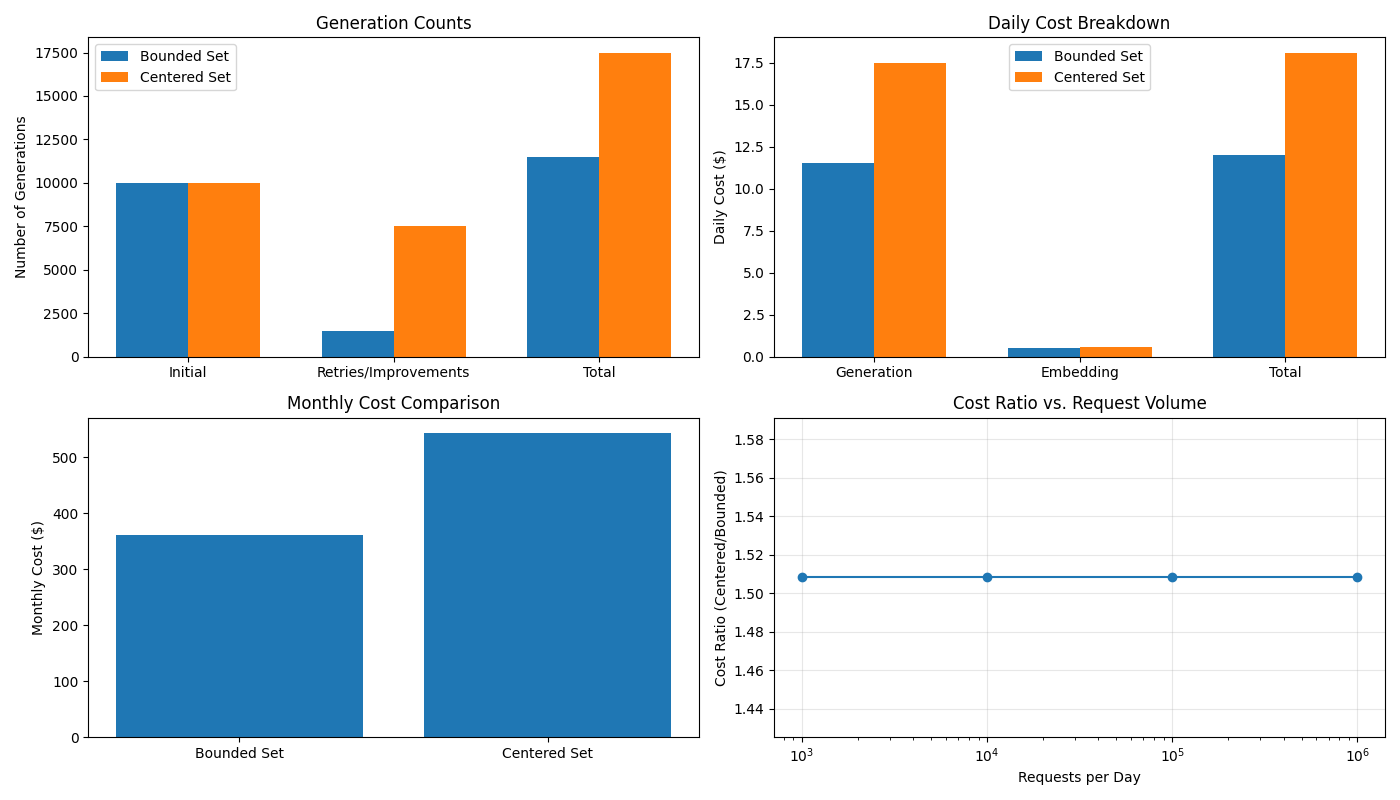 Generation Counts
Number of Generations
17500
15000
12500
10000
7500
5000
2500
0
Bounded Set
Centered Set
Initial
Retries/Improvements
Total
Daily Cost Breakdown
Daily Cost ($)
17.5
15.0
12.5
10.0
7.5
5.0
2.5
0.0
Bounded Set
Centered Set
Generation
Embedding
Total
Monthly Cost Comparison
Monthly Cost ($)
500
400
300
200
100
0
Bounded Set
Centered Set
Cost Ratio vs. Request Volume
Cost Ratio (Centered/Bounded)
1.58
1.56
1.54
1.52
1.50
1.48
1.46
1.44
10³
10⁴
10⁵
10⁶
Requests per Day